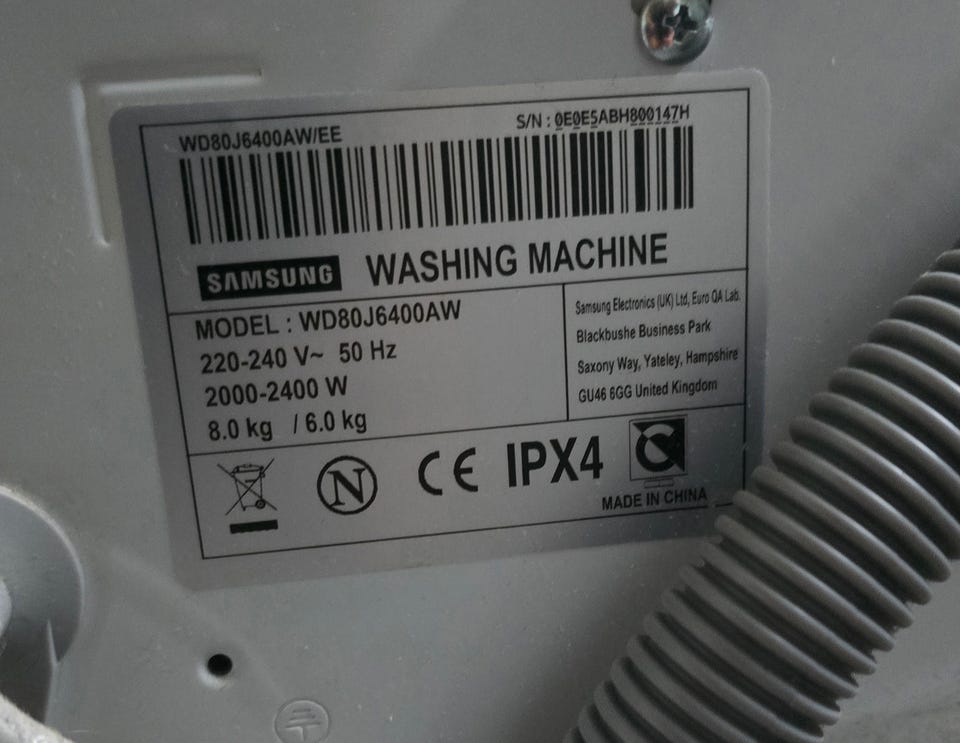 WD80J6400AW/EE
S/N : 0E0E5ABH800147H
SAMSUNG WASHING MACHINE
MODEL : WD80J6400AW
220-240 V~ 50 Hz
2000-2400 W
8.0 kg / 6.0 kg
Samsung Electronics (UK) Ltd, Euro QA Lab.
Blackbushe Business Park
Saxony Way, Yateley, Hampshire
GU46 6GG United Kingdom
N CE IPX4
MADE IN CHINA